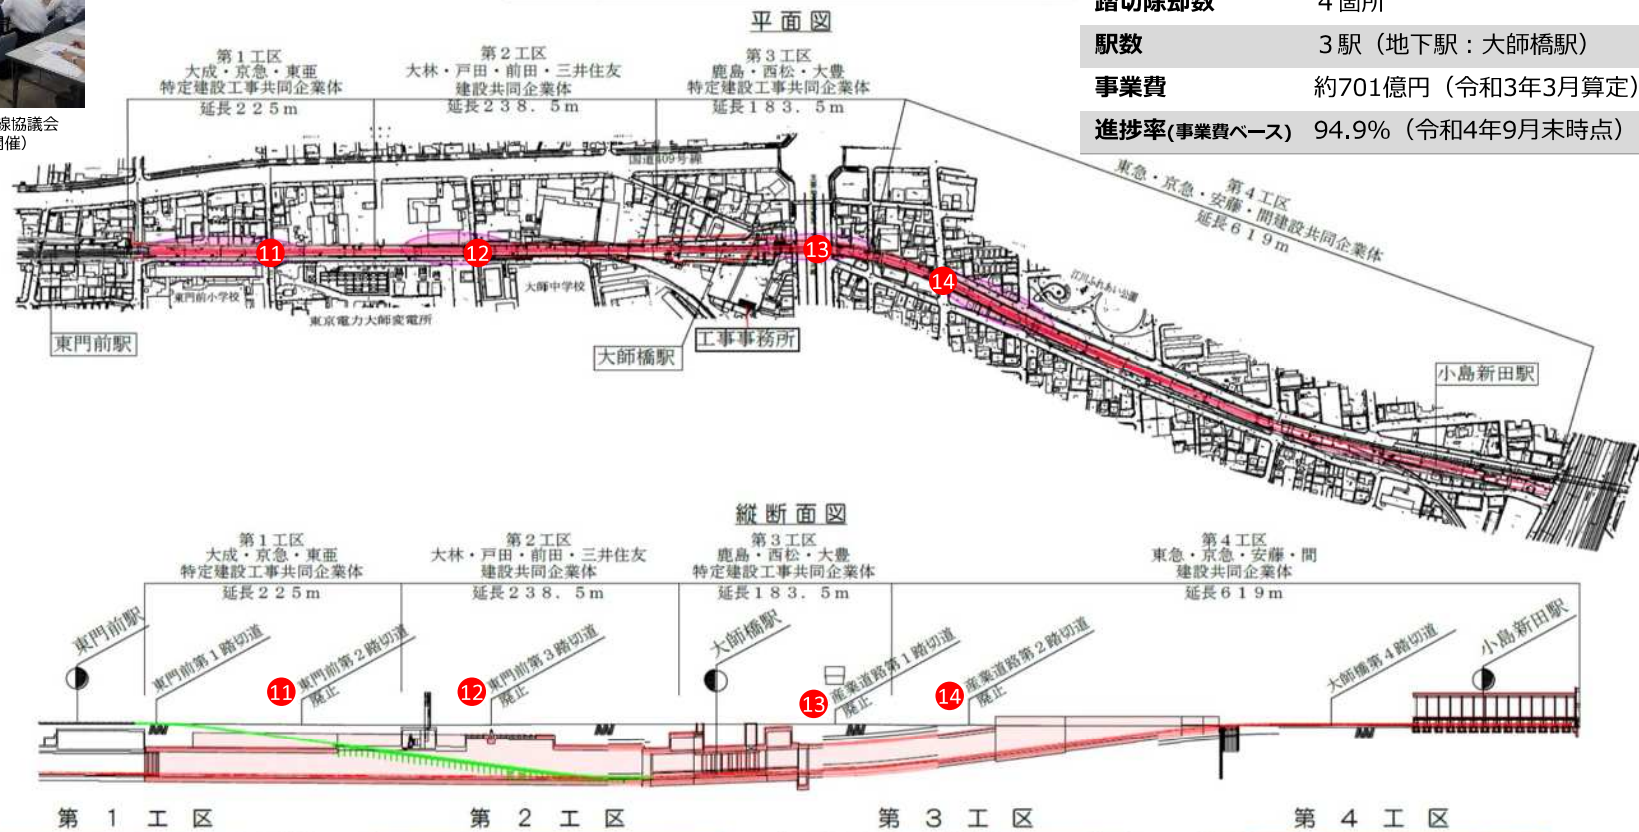 線協議会
開催）
踏切除却数　4箇所
駅数　3駅（地下駅：大師橋駅）
事業費　約701億円（令和3年3月算定）
進捗率(事業費ベース)　94.9%（令和4年9月末時点）
平面図
第1工区
大成・京急・東亜
特定建設工事共同企業体
延長225m
第2工区
大林・戸田・前田・三井住友
建設共同企業体
延長238.5m
第3工区
鹿島・西松・大豊
特定建設工事共同企業体
延長183.5m
第4工区
東急・京急・安藤・間建設共同企業体
延長619m
国道409号線
11
12
13
14
東門前小学校
東京電力大師変電所
大師中学校
江川ふれあい公園
東門前駅
大師橋駅
工事事務所
小島新田駅
縦断面図
第1工区
大成・京急・東亜
特定建設工事共同企業体
延長225m
第2工区
大林・戸田・前田・三井住友
建設共同企業体
延長238.5m
第3工区
鹿島・西松・大豊
特定建設工事共同企業体
延長183.5m
第4工区
東急・京急・安藤・間
建設共同企業体
延長619m
東門前駅
東門前第1踏切道
11
東門前第2踏切道
廃止
12
東門前第3踏切道
廃止
大師橋駅
13
産業道路第1踏切道
廃止
14
産業道路第2踏切道
廃止
大師橋第4踏切道
小島新田駅
第1工区
第2工区
第3工区
第4工区